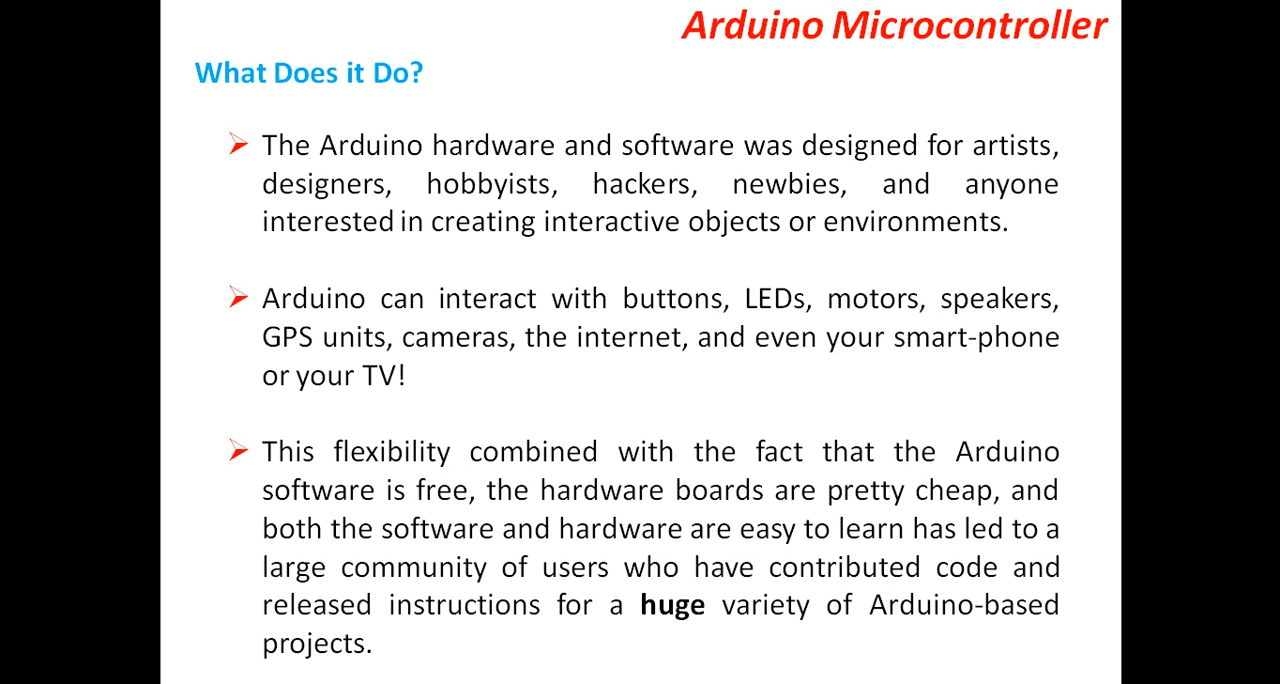 Arduino Microcontroller
What Does it Do?
The Arduino hardware and software was designed for artists,
designers, hobbyists, hackers, newbies, and anyone
interested in creating interactive objects or environments.
Arduino can interact with buttons, LEDs, motors, speakers,
GPS units, cameras, the internet, and even your smart-phone
or your TV!
This flexibility combined with the fact that the Arduino
software is free, the hardware boards are pretty cheap, and
both the software and hardware are easy to learn has led to a
large community of users who have contributed code and
released instructions for a huge variety of Arduino-based
projects.